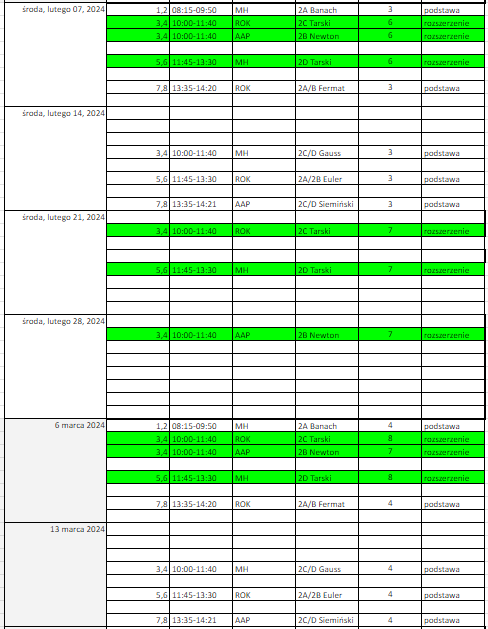 środa, lutego 07, 2024 1,2 08:15-09:50 MH 2A Banach 3 podstawa
3,4 10:00-11:40 ROK 2C Tarski 6 rozszerzenie
3,4 10:00-11:40 AAP 2B Newton 6 rozszerzenie
5,6 11:45-13:30 MH 2D Tarski 6 rozszerzenie
7,8 13:35-14:20 ROK 2A/B Fermat 3 podstawa
środa, lutego 14, 2024
3,4 10:00-11:40 MH 2C/D Gauss 3 podstawa
5,6 11:45-13:30 ROK 2A/2B Euler 3 podstawa
7,8 13:35-14:21 AAP 2C/D Siemiński 3 podstawa
środa, lutego 21, 2024
3,4 10:00-11:40 ROK 2C Tarski 7 rozszerzenie
5,6 11:45-13:30 MH 2D Tarski 7 rozszerzenie
środa, lutego 28, 2024
3,4 10:00-11:40 AAP 2B Newton 7 rozszerzenie
6 marca 2024 1,2 08:15-09:50 MH 2A Banach 4 podstawa
3,4 10:00-11:40 ROK 2C Tarski 8 rozszerzenie
3,4 10:00-11:40 AAP 2B Newton 7 rozszerzenie
5,6 11:45-13:30 MH 2D Tarski 8 rozszerzenie
7,8 13:35-14:20 ROK 2A/B Fermat 4 podstawa
13 marca 2024
3,4 10:00-11:40 MH 2C/D Gauss 4 podstawa
5,6 11:45-13:30 ROK 2A/2B Euler 4 podstawa
7,8 13:35-14:21 AAP 2C/D Siemiński 4 podstawa